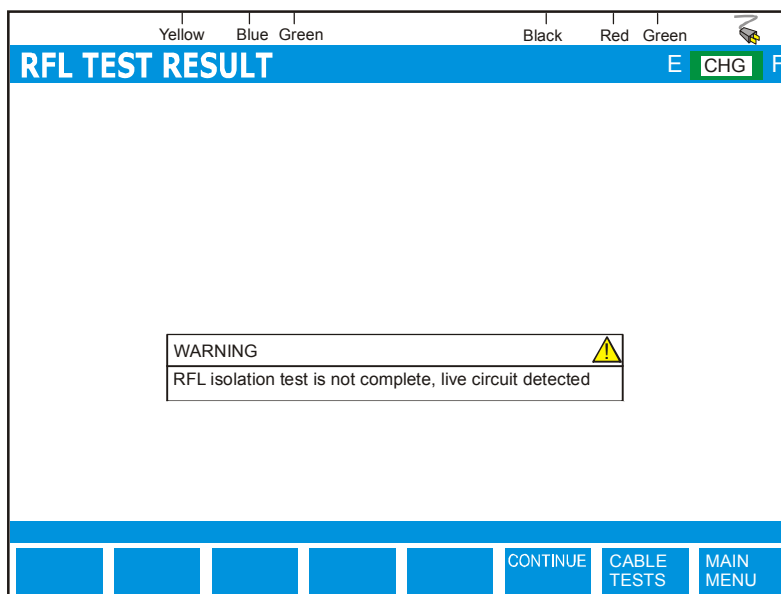 Yellow Blue Green Black Red Green
RFL TEST RESULT E CHG F
WARNING
RFL isolation test is not complete, live circuit detected
CONTINUE CABLE TESTS MAIN MENU